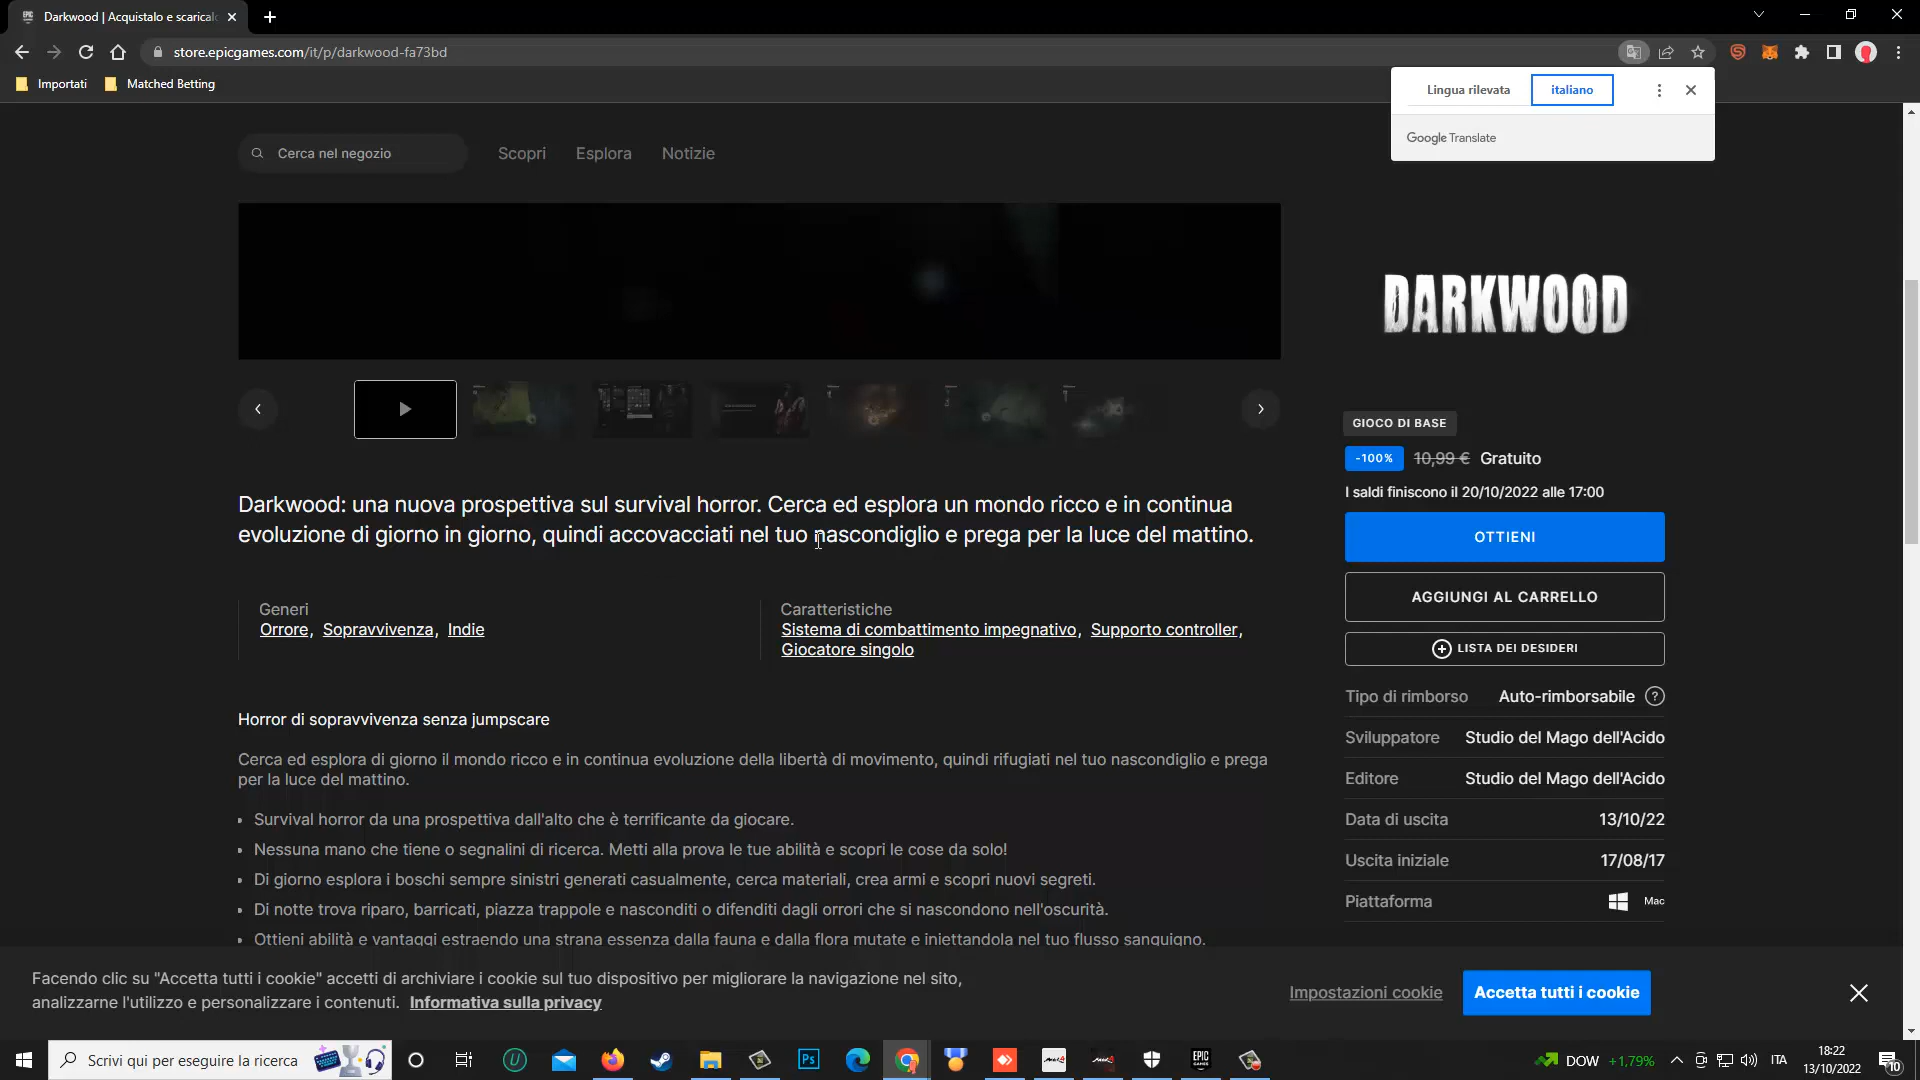 Darkwood | Acquistalo e scaricalo
store.epicgames.com/it/p/darkwood-fa73bd
Importati
Matched Betting
Lingua rilevata
italiano
Google Translate
Cerca nel negozio
Scopri
Esplora
Notizie
DARKWOOD
GIOCO DI BASE
-100% 10,99 € Gratuito
I saldi finiscono il 20/10/2022 alle 17:00
OTTIENI
AGGIUNGI AL CARRELLO
LISTA DEI DESIDERI
Tipo di rimborso Auto-rimborsabile
Sviluppatore Studio del Mago dell'Acido
Editore Studio del Mago dell'Acido
Data di uscita 13/10/22
Uscita iniziale 17/08/17
Piattaforma Mac
Darkwood: una nuova prospettiva sul survival horror. Cerca ed esplora un mondo ricco e in continua
evoluzione di giorno in giorno, quindi accovacciati nel tuo nascondiglio e prega per la luce del mattino.
Generi
Orrore, Sopravvivenza, Indie
Caratteristiche
Sistema di combattimento impegnativo, Supporto controller,
Giocatore singolo
Horror di sopravvivenza senza jumpscare
Cerca ed esplora di giorno il mondo ricco e in continua evoluzione della libertà di movimento, quindi rifugiati nel tuo nascondiglio e prega
per la luce del mattino.
Survival horror da una prospettiva dall'alto che è terrificante da giocare.
Nessuna mano che tiene o segnalini di ricerca. Metti alla prova le tue abilità e scopri le cose da solo!
Di giorno esplora i boschi sempre sinistri generati casualmente, cerca materiali, crea armi e scopri nuovi segreti.
Di notte trova riparo, barricati, piazza trappole e nasconditi o difenditi dagli orrori che si nascondono nell'oscurità.
Ottieni abilità e vantaggi estraendo una strana essenza dalla fauna e dalla flora mutate e iniettandola nel tuo flusso sanguigno.
Facendo clic su "Accetta tutti i cookie" accetti di archiviare i cookie sul tuo dispositivo per migliorare la navigazione nel sito,
analizzarne l'utilizzo e personalizzare i contenuti. Informativa sulla privacy
Impostazioni cookie
Accetta tutti i cookie
Scrivi qui per eseguire la ricerca
Ps
EPIC
GAMES
DOW +1,79%
ITA
18:22
13/10/2022
10